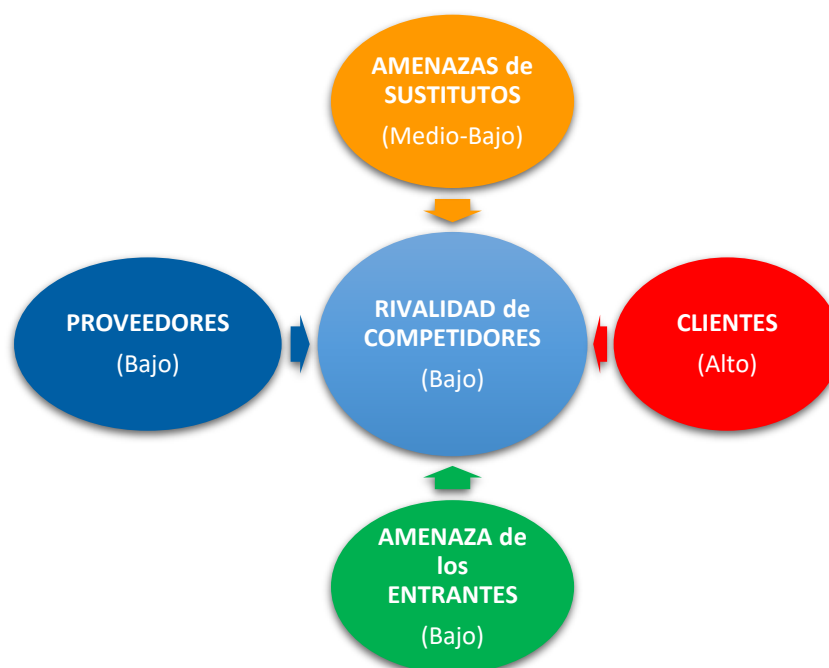 AMENAZAS de
SUSTITUTOS
(Medio-Bajo)
PROVEEDORES
(Bajo)
RIVALIDAD de
COMPETIDORES
(Bajo)
CLIENTES
(Alto)
AMENAZA de
los
ENTRANTES
(Bajo)